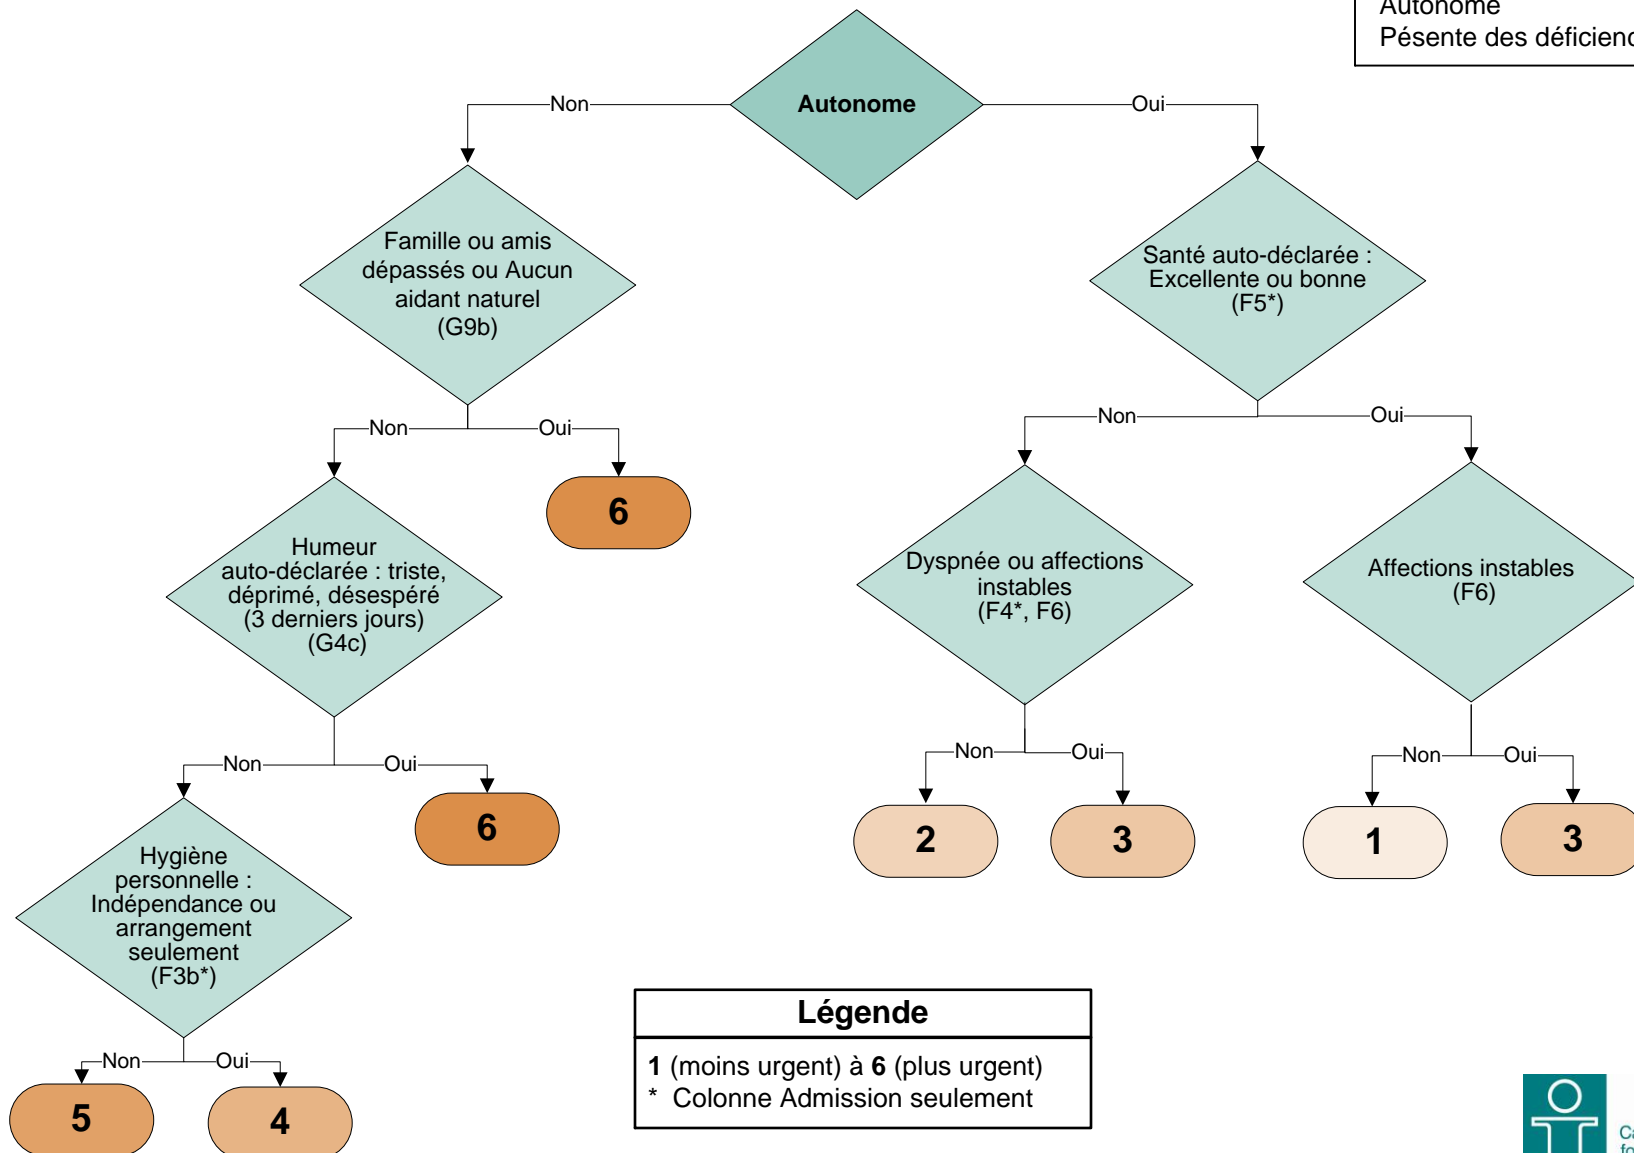 Autonome
Pésente des déficienc
Non
Autonome
Oui
Famille ou amis
dépassés ou Aucun
aidant naturel
(G9b)
Santé auto-déclarée :
Excellente ou bonne
(F5*)
Non
Oui
Non
Oui
6
Humeur
auto-déclarée : triste,
déprimé, désespéré
(3 derniers jours)
(G4c)
Dyspnée ou affections
instables
(F4*, F6)
Affections instables
(F6)
Non
Oui
Non
Oui
Non
Oui
6
2
3
1
3
Hygiène
personnelle :
Indépendance ou
arrangement
seulement
(F3b*)
Non
Oui
5
4
Légende
1 (moins urgent) à 6 (plus urgent)
* Colonne Admission seulement
Ca
fo